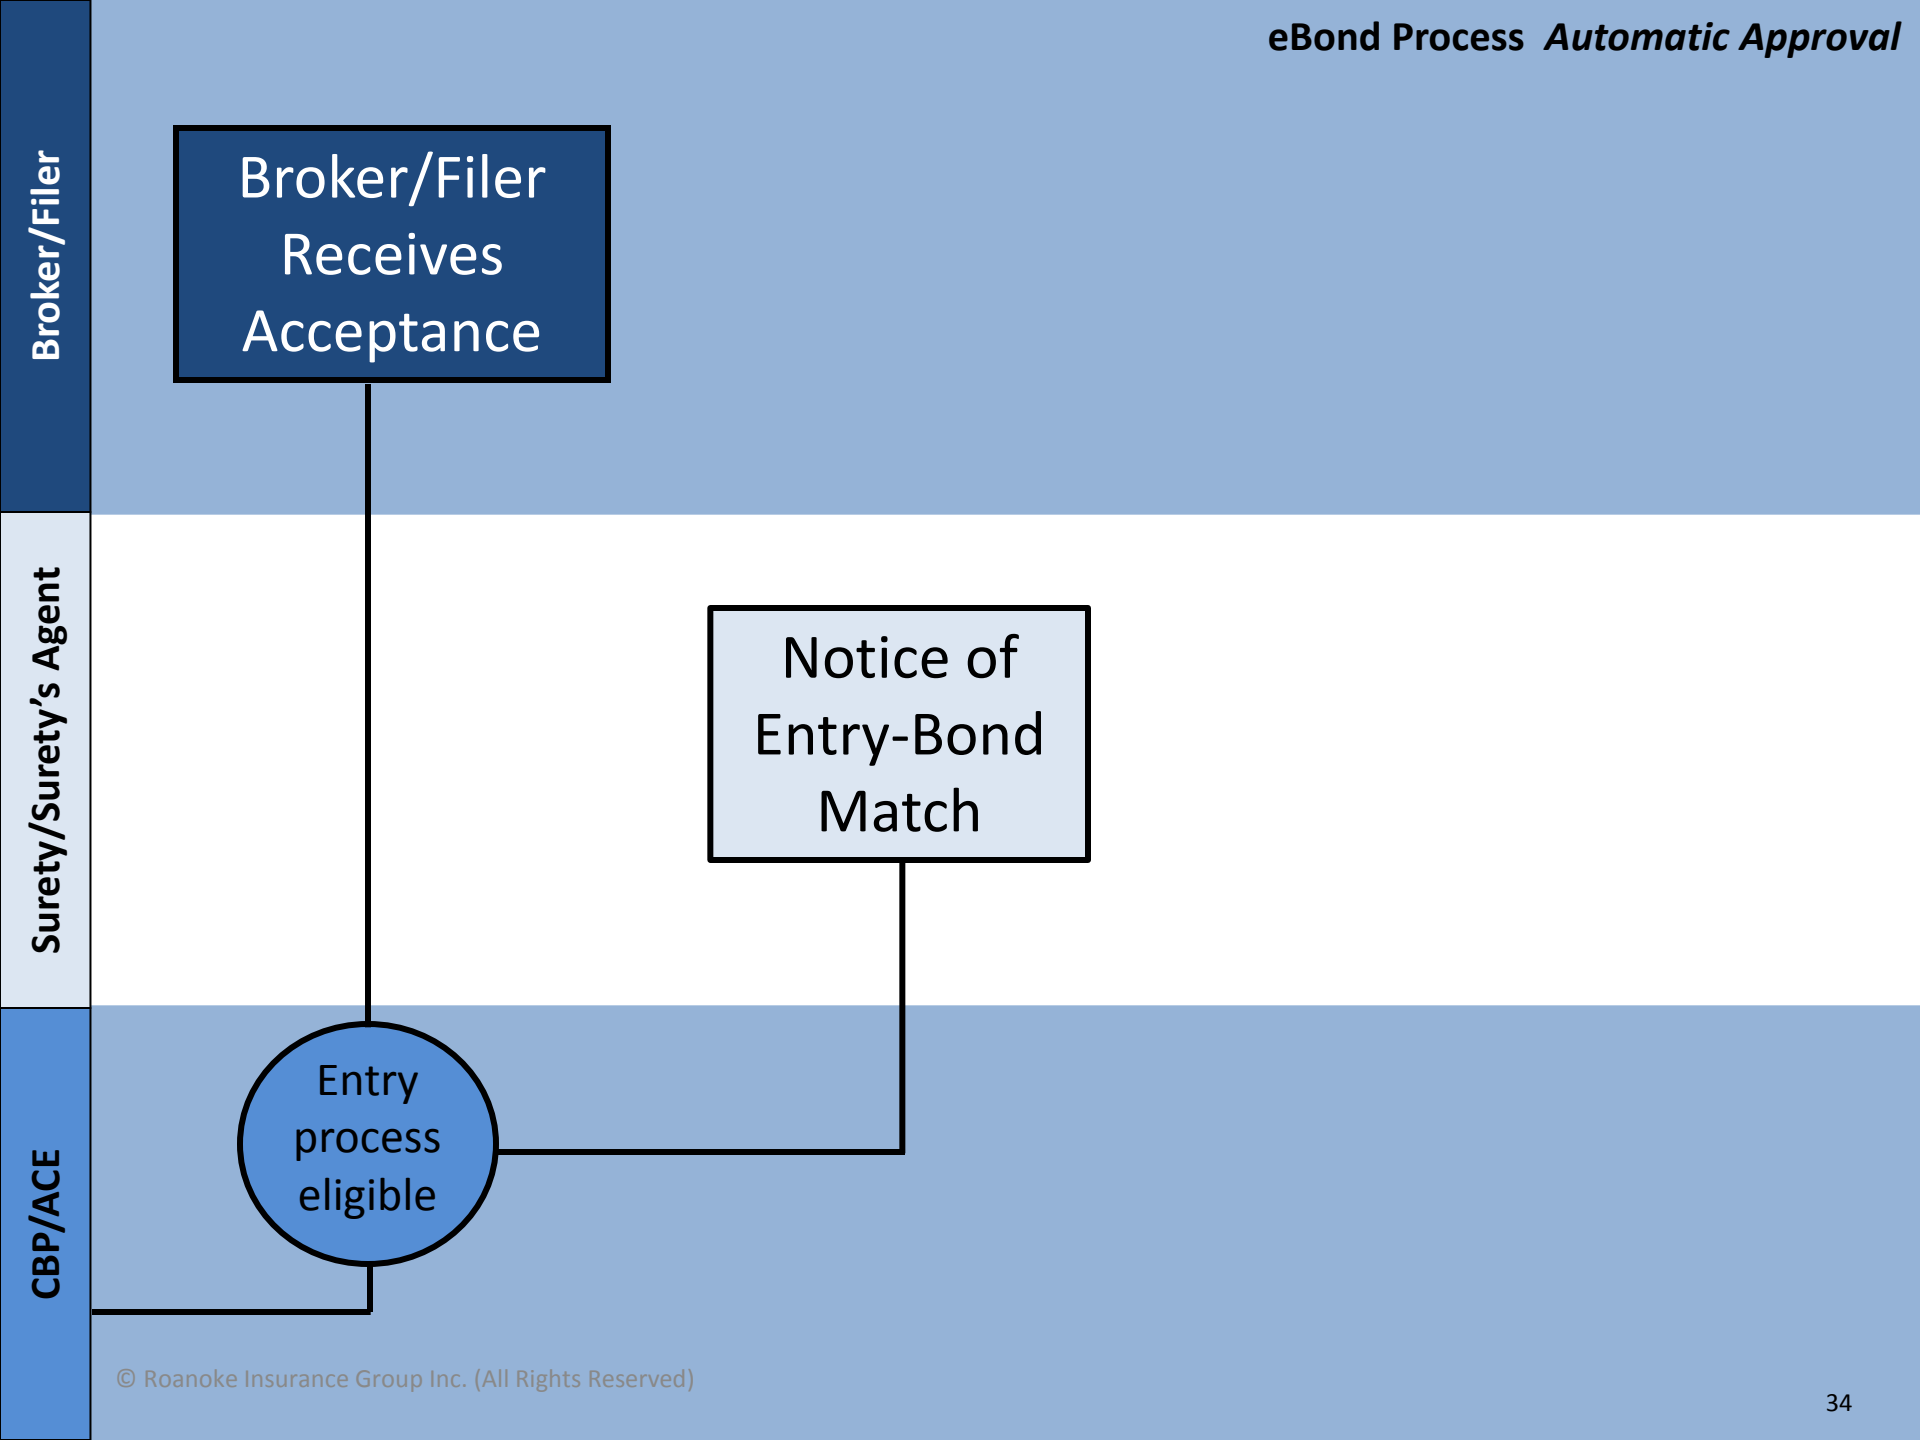 eBond Process Automatic Approval
Broker/Filer
Broker/Filer
Receives
Acceptance
Surety/Surety’s Agent
Notice of
Entry-Bond
Match
CBP/ACE
Entry
process
eligible
© Roanoke Insurance Group Inc. (All Rights Reserved)
34